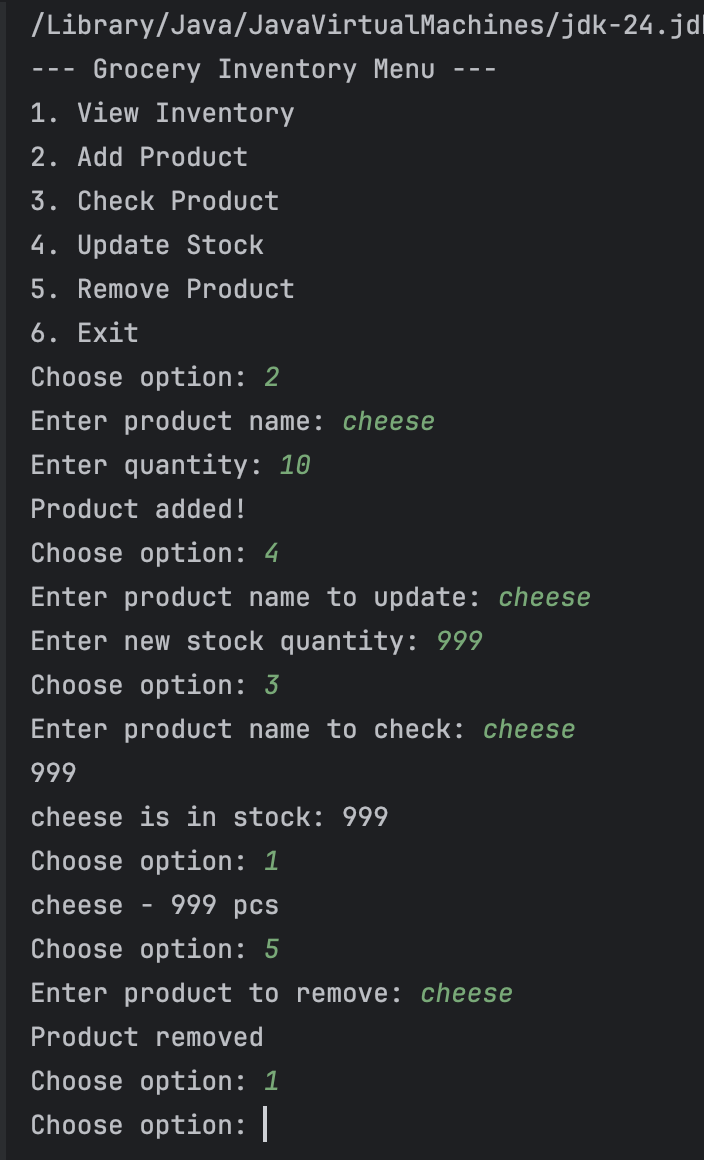 /Library/Java/JavaVirtualMachines/jdk-24.jd
--- Grocery Inventory Menu ---
1. View Inventory
2. Add Product
3. Check Product
4. Update Stock
5. Remove Product
6. Exit
Choose option: 2
Enter product name: cheese
Enter quantity: 10
Product added!
Choose option: 4
Enter product name to update: cheese
Enter new stock quantity: 999
Choose option: 3
Enter product name to check: cheese
999
cheese is in stock: 999
Choose option: 1
cheese - 999 pcs
Choose option: 5
Enter product to remove: cheese
Product removed
Choose option: 1
Choose option: